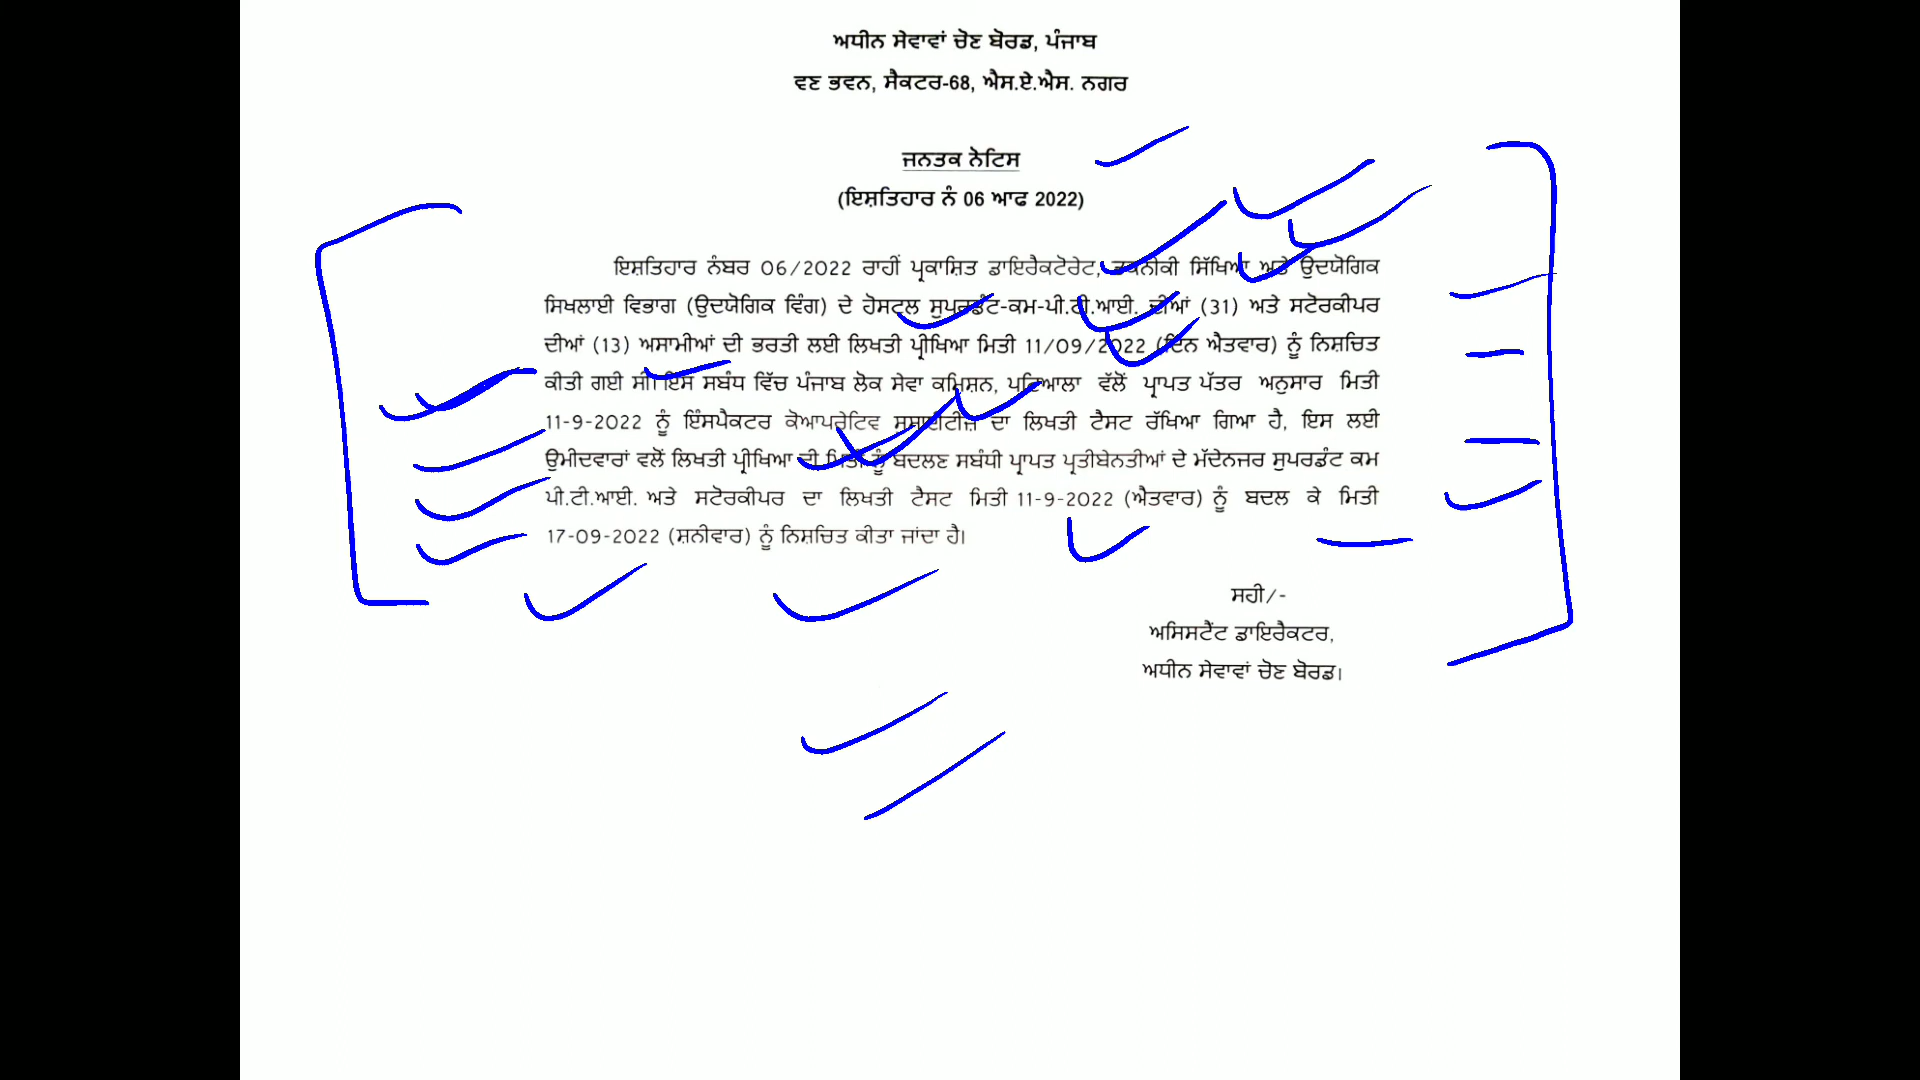 ਅਧੀਨ ਸੇਵਾਵਾਂ ਚੋਣ ਬੋਰਡ, ਪੰਜਾਬ
ਵਣ ਭਵਨ, ਸੈਕਟਰ-68, ਐਸ.ਏ.ਐਸ. ਨਗਰ
ਜਨਤਕ ਨੋਟਿਸ
(ਇਸ਼ਤਿਹਾਰ ਨੰ 06 ਆਫ 2022)
ਇਸ਼ਤਿਹਾਰ ਨੰਬਰ 06/2022 ਰਾਹੀਂ ਪ੍ਰਕਾਸ਼ਿਤ ਡਾਇਰੈਕਟੋਰੇਟ, ਤਕਨੀਕੀ ਸਿੱਖਿਆ ਅਤੇ ਉਦਯੋਗਿਕ
ਸਿਖਲਾਈ ਵਿਭਾਗ (ਉਦਯੋਗਿਕ ਵਿੰਗ) ਦੇ ਹੋਸਟਲ ਸੁਪਰਡੰਟ-ਕਮ-ਪੀ.ਟੀ.ਆਈ. ਦੀਆਂ (31) ਅਤੇ ਸਟੋਰਕੀਪਰ
ਦੀਆਂ (13) ਅਸਾਮੀਆਂ ਦੀ ਭਰਤੀ ਲਈ ਲਿਖਤੀ ਪ੍ਰੀਖਿਆ ਮਿਤੀ 11/09/2022 (ਦਿਨ ਐਤਵਾਰ) ਨੂੰ ਨਿਸ਼ਚਿਤ
ਕੀਤੀ ਗਈ ਸੀ। ਇਸ ਸਬੰਧ ਵਿੱਚ ਪੰਜਾਬ ਲੋਕ ਸੇਵਾ ਕਮਿਸ਼ਨ, ਪਟਿਆਲਾ ਵੱਲੋਂ ਪ੍ਰਾਪਤ ਪੱਤਰ ਅਨੁਸਾਰ ਮਿਤੀ
11-9-2022 ਨੂੰ ਇੰਸਪੈਕਟਰ ਕੋਆਪਰੇਟਿਵ ਸੁਸਾਇਟੀਜ਼ ਦਾ ਲਿਖਤੀ ਟੈਸਟ ਰੱਖਿਆ ਗਿਆ ਹੈ, ਇਸ ਲਈ
ਉਮੀਦਵਾਰਾਂ ਵਲੋਂ ਲਿਖਤੀ ਪ੍ਰੀਖਿਆ ਦੀ ਮਿਤੀ ਨੂੰ ਬਦਲਣ ਸਬੰਧੀ ਪ੍ਰਾਪਤ ਪ੍ਰਤੀਬੇਨਤੀਆਂ ਦੇ ਮੱਦੇਨਜਰ ਸੁਪਰਡੰਟ ਕਮ
ਪੀ.ਟੀ.ਆਈ. ਅਤੇ ਸਟੋਰਕੀਪਰ ਦਾ ਲਿਖਤੀ ਟੈਸਟ ਮਿਤੀ 11-9-2022 (ਐਤਵਾਰ) ਨੂੰ ਬਦਲ ਕੇ ਮਿਤੀ
17-09-2022 (ਸ਼ਨੀਵਾਰ) ਨੂੰ ਨਿਸ਼ਚਿਤ ਕੀਤਾ ਜਾਂਦਾ ਹੈ।
ਸਹੀ/-
ਅਸਿਸਟੈਂਟ ਡਾਇਰੈਕਟਰ,
ਅਧੀਨ ਸੇਵਾਵਾਂ ਚੋਣ ਬੋਰਡ।